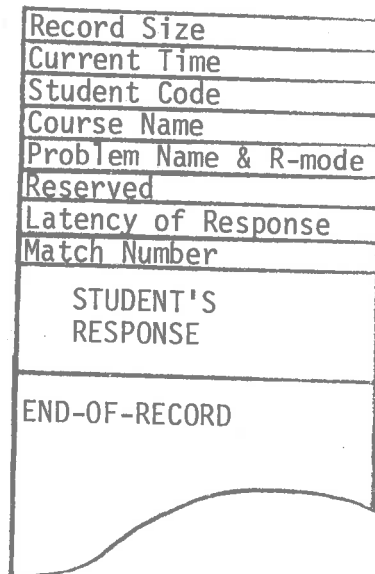 Record Size
Current Time
Student Code
Course Name
Problem Name & R-mode
Reserved
Latency of Response
Match Number
STUDENT'S
RESPONSE
END-OF-RECORD